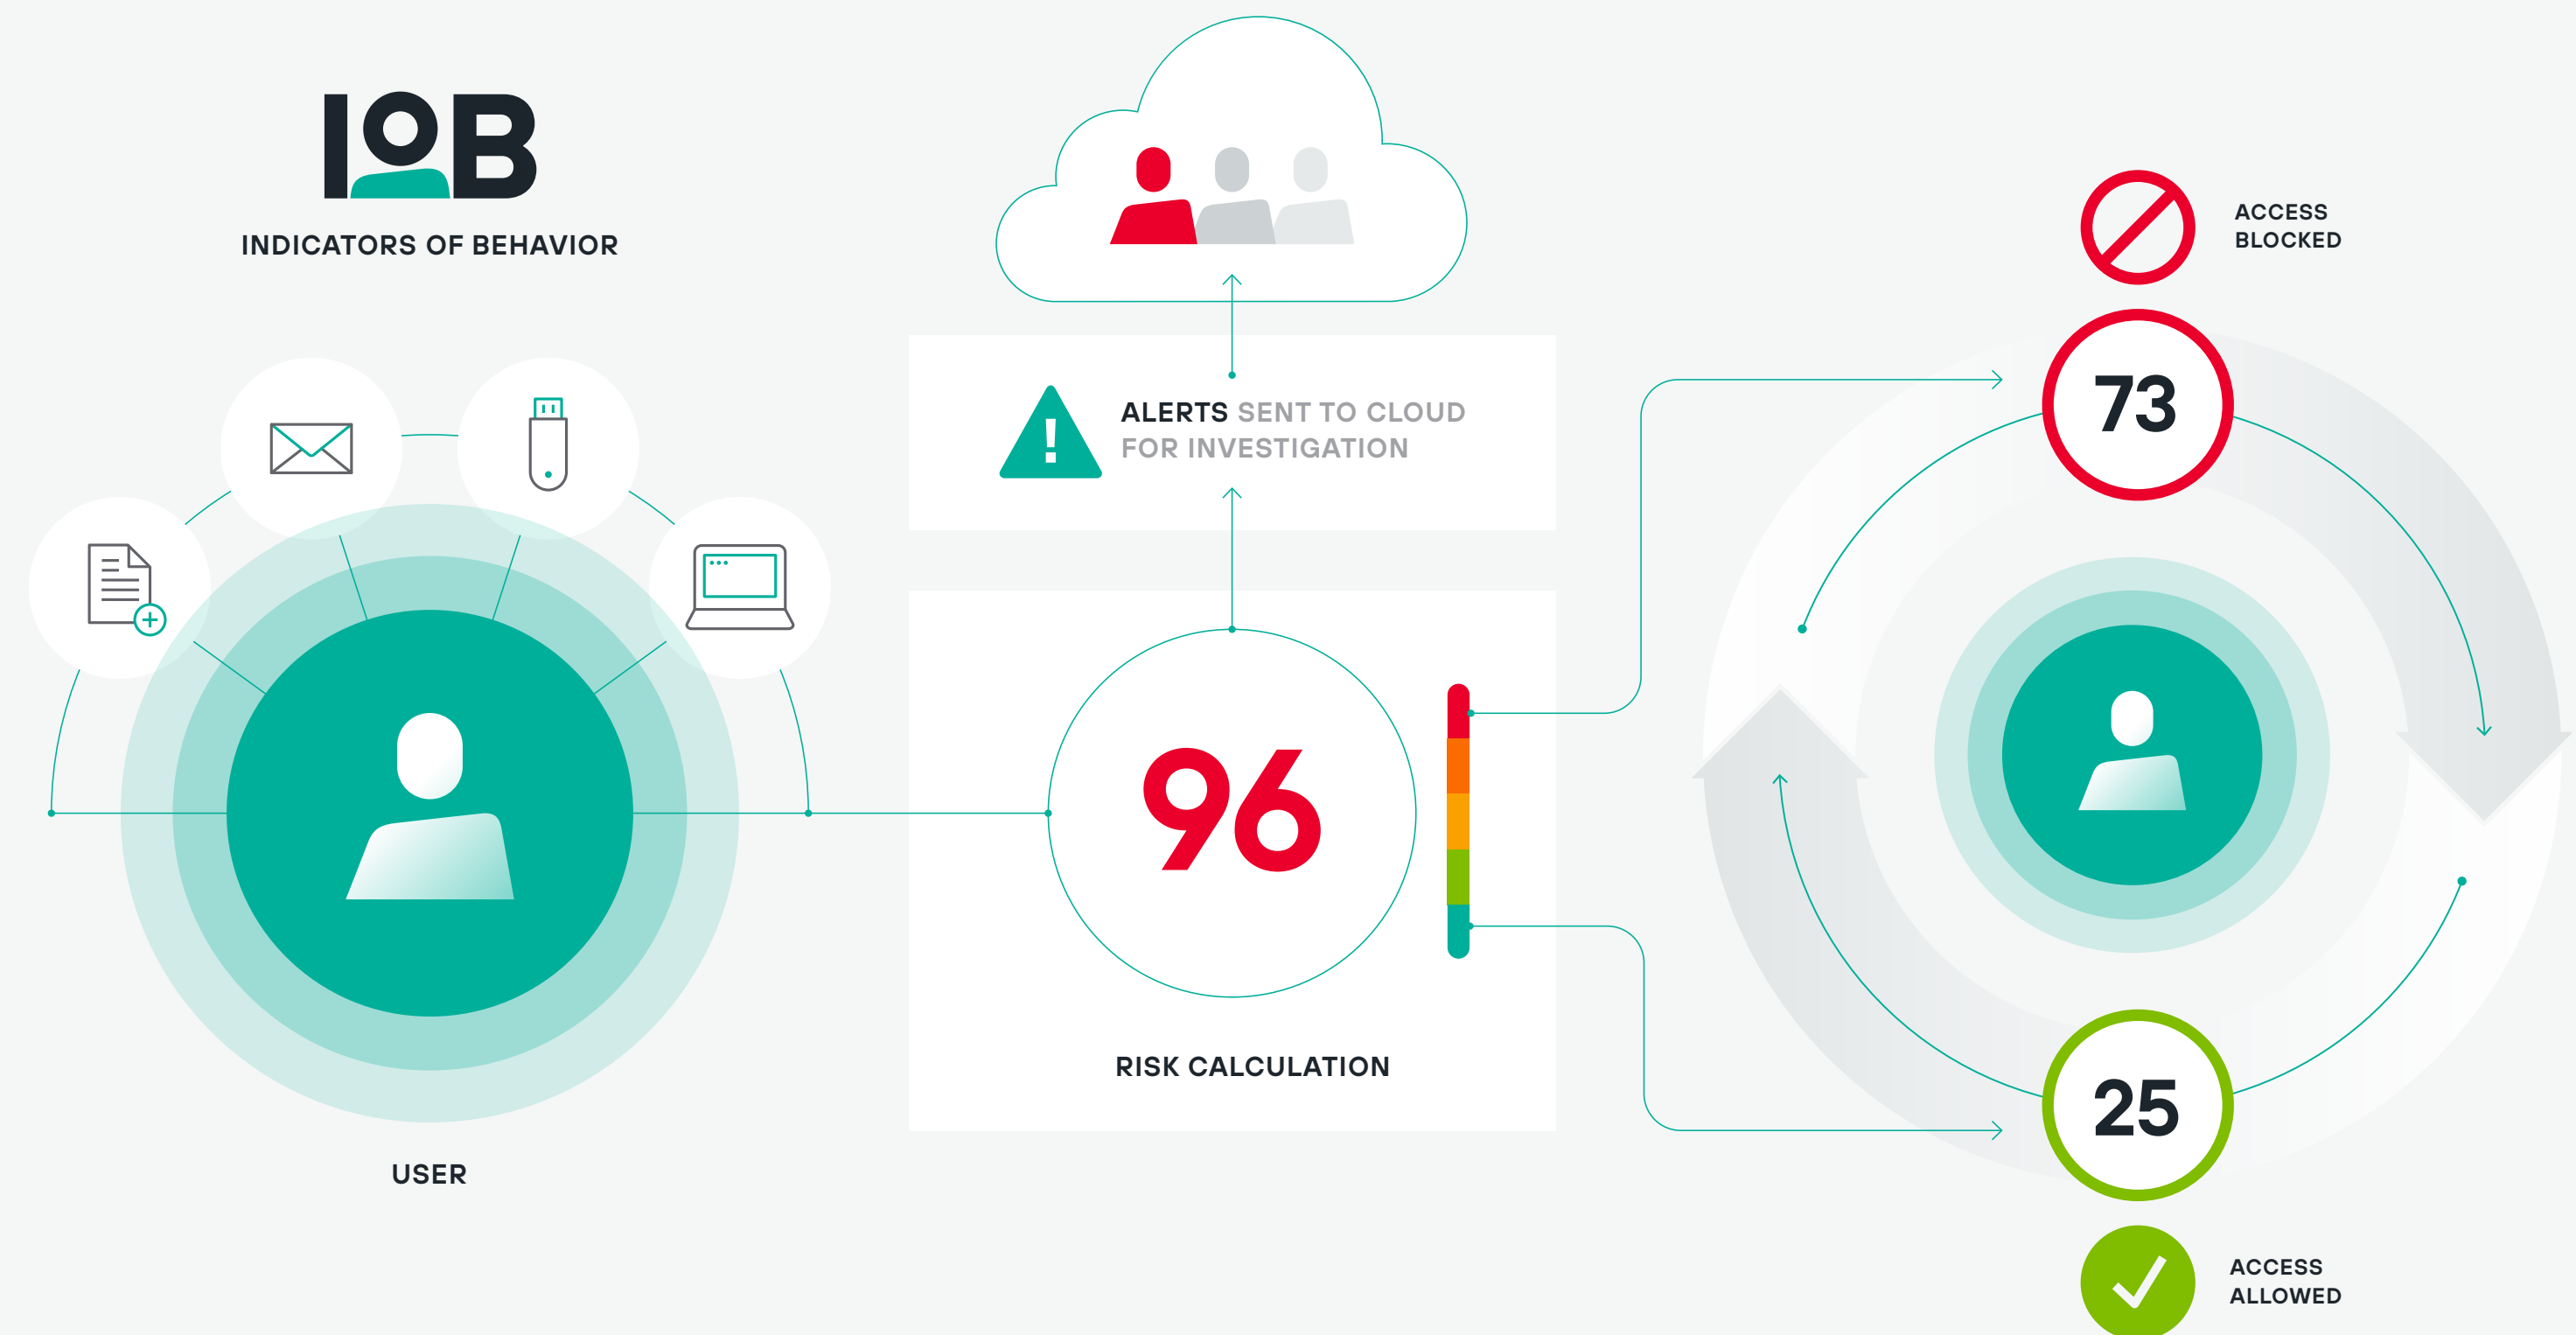 IOB
INDICATORS OF BEHAVIOR
USER
ALERTS SENT TO CLOUD
FOR INVESTIGATION
96
RISK CALCULATION
ACCESS
BLOCKED
73
25
ACCESS
ALLOWED